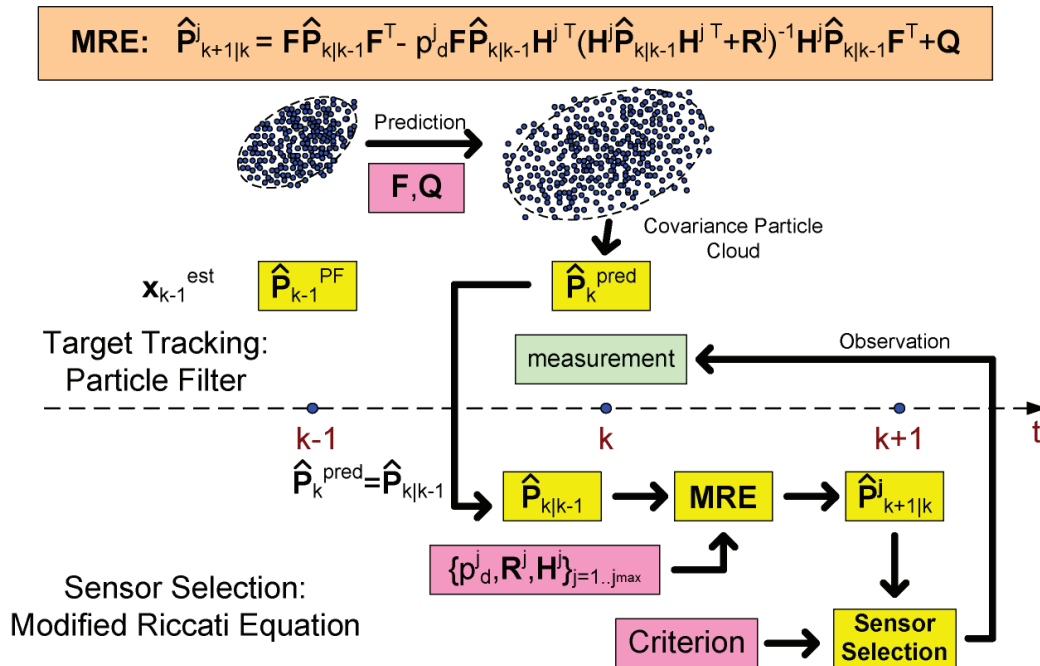 MRE: P̂ʲₖ₊₁|ₖ = FP̂ₖ|ₖ₋₁Fᵀ- pʲ_dFP̂ₖ|ₖ₋₁Hʲ ᵀ(HʲP̂ₖ|ₖ₋₁Hʲ ᵀ+Rʲ)⁻¹HʲP̂ₖ|ₖ₋₁Fᵀ+Q
Prediction
F,Q
Covariance Particle
Cloud
xₖ₋₁ᵉˢᵗ
P̂ₖ₋₁ᴾᶠ
P̂ₖᵖʳᵉᵈ
Target Tracking:
Particle Filter
measurement
Observation
k-1
k
k+1
t
P̂ₖᵖʳᵉᵈ=P̂ₖ|ₖ₋₁
P̂ₖ|ₖ₋₁
MRE
P̂ʲₖ₊₁|ₖ
{pʲ_d,Rʲ,Hʲ}j=1..jmax
Sensor Selection:
Modified Riccati Equation
Criterion
Sensor
Selection